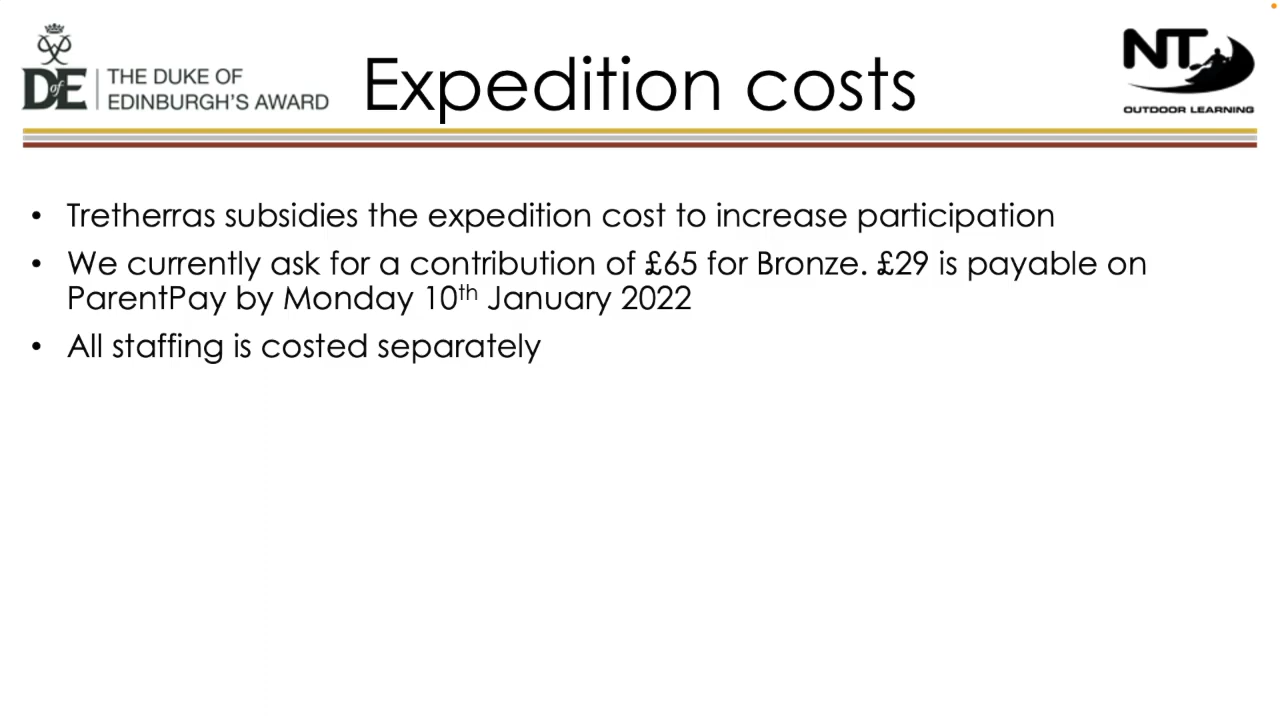 DofE
THE DUKE OF
EDINBURGH'S AWARD
Expedition costs
NT
OUTDOOR LEARNING
• Tretherras subsidies the expedition cost to increase participation
• We currently ask for a contribution of £65 for Bronze. £29 is payable on
ParentPay by Monday 10th January 2022
• All staffing is costed separately